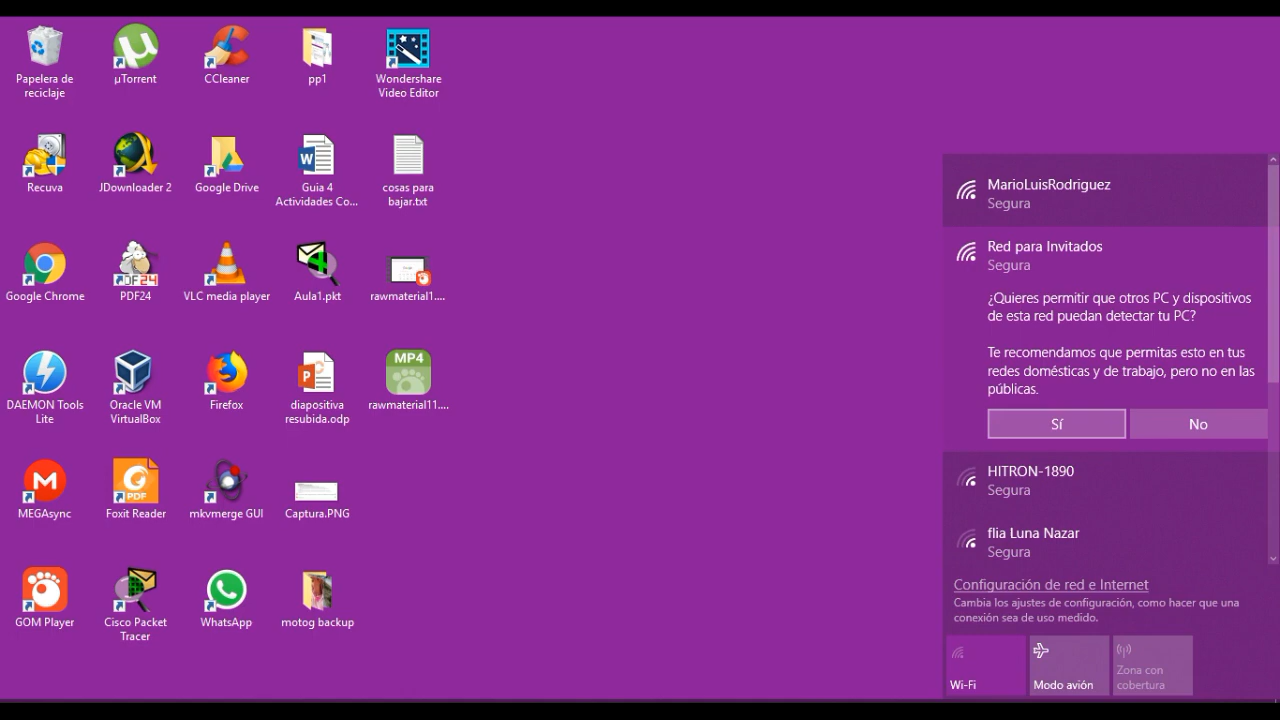 Papelera de
reciclaje
µTorrent
CCleaner
pp1
Wondershare
Video Editor
Recuva
JDownloader 2
Google Drive
Guia 4
Actividades Co...
cosas para
bajar.txt
Google Chrome
PDF24
VLC media player
Aula1.pkt
rawmaterial1....
DAEMON Tools
Lite
Oracle VM
VirtualBox
Firefox
diapositiva
resubida.odp
MP4
rawmaterial11....
MEGAsync
PDF
Foxit Reader
mkvmerge GUI
Captura.PNG
GOM Player
Cisco Packet
Tracer
WhatsApp
motog backup
MarioLuisRodriguez
Segura
Red para Invitados
Segura
¿Quieres permitir que otros PC y dispositivos
de esta red puedan detectar tu PC?
Te recomendamos que permitas esto en tus
redes domésticas y de trabajo, pero no en las
públicas.
Sí
No
HITRON-1890
Segura
flia Luna Nazar
Segura
Configuración de red e Internet
Cambia los ajustes de configuración, como hacer que una
conexión sea de uso medido.
Wi-Fi
Modo avión
Zona con
cobertura